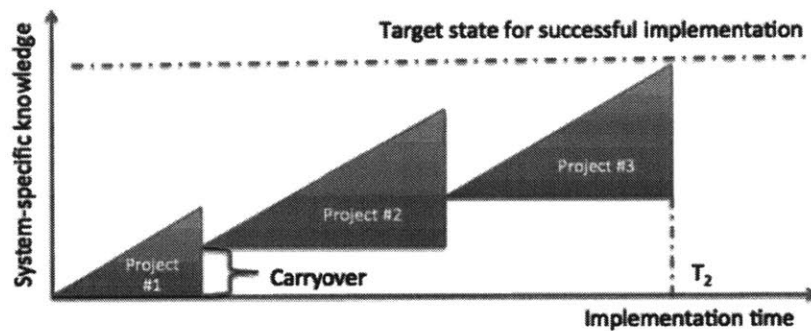 Target state for successful implementation
System-specific knowledge
Project #1
Project #2
Project #3
Carryover
T₂
Implementation time